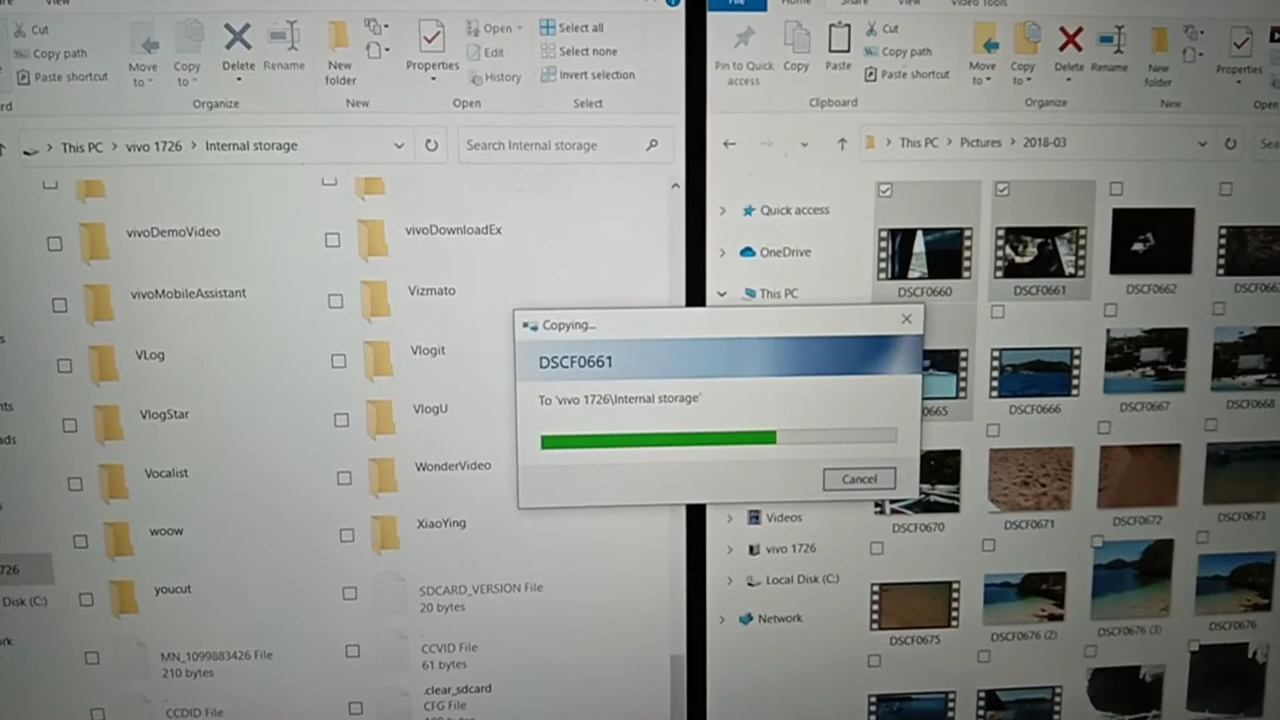 View
Cut
Copy path
Paste shortcut
Move to
Copy to
Delete
Rename
New folder
Properties
Open
Edit
History
Select all
Select none
Invert selection
Organize
New
Open
Select
This PC > vivo 1726 > Internal storage
Search Internal storage
vivoDemoVideo
vivoDownloadEx
vivoMobileAssistant
Vizmato
VLog
Vlogit
VlogStar
VlogU
Vocalist
WonderVideo
woow
XiaoYing
youcut
SDCARD_VERSION File
20 bytes
MN_1099883426 File
210 bytes
CCVID File
61 bytes
CCDID File
.clear_sdcard
CFG File
Disk (C:)
Copying...
DSCF0661
To 'vivo 1726\Internal storage'
Cancel
File
Home
Share
View
Video Tools
Pin to Quick access
Copy
Paste
Cut
Copy path
Paste shortcut
Move to
Copy to
Delete
Rename
New folder
Properties
Clipboard
Organize
New
Open
This PC > Pictures > 2018-03
Quick access
OneDrive
This PC
Videos
vivo 1726
Local Disk (C:)
Network
DSCF0660
DSCF0661
DSCF0662
DSCF0666
DSCF0667
DSCF0668
DSCF0670
DSCF0671
DSCF0672
DSCF0673
DSCF0675
DSCF0676 (2)
DSCF0676 (3)
DSCF0676